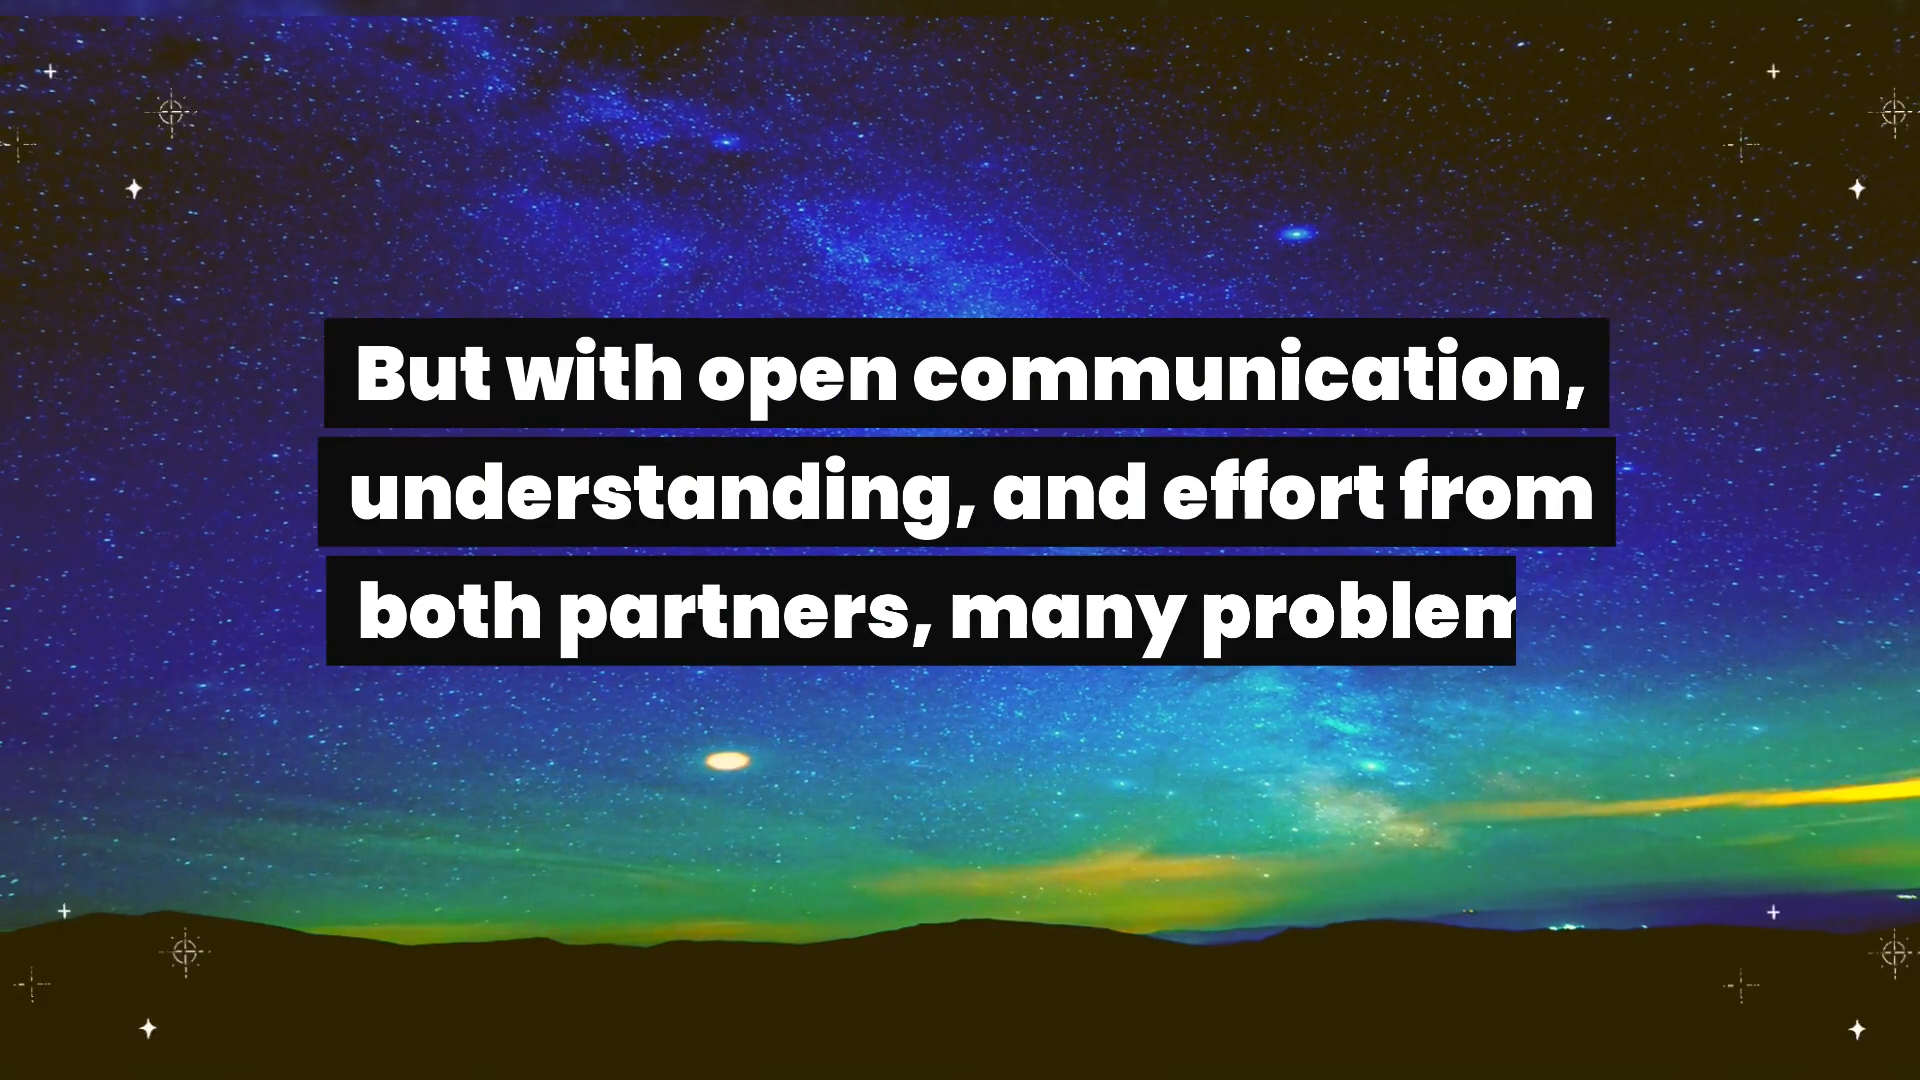 But with open communication,
understanding, and effort from
both partners, many problem